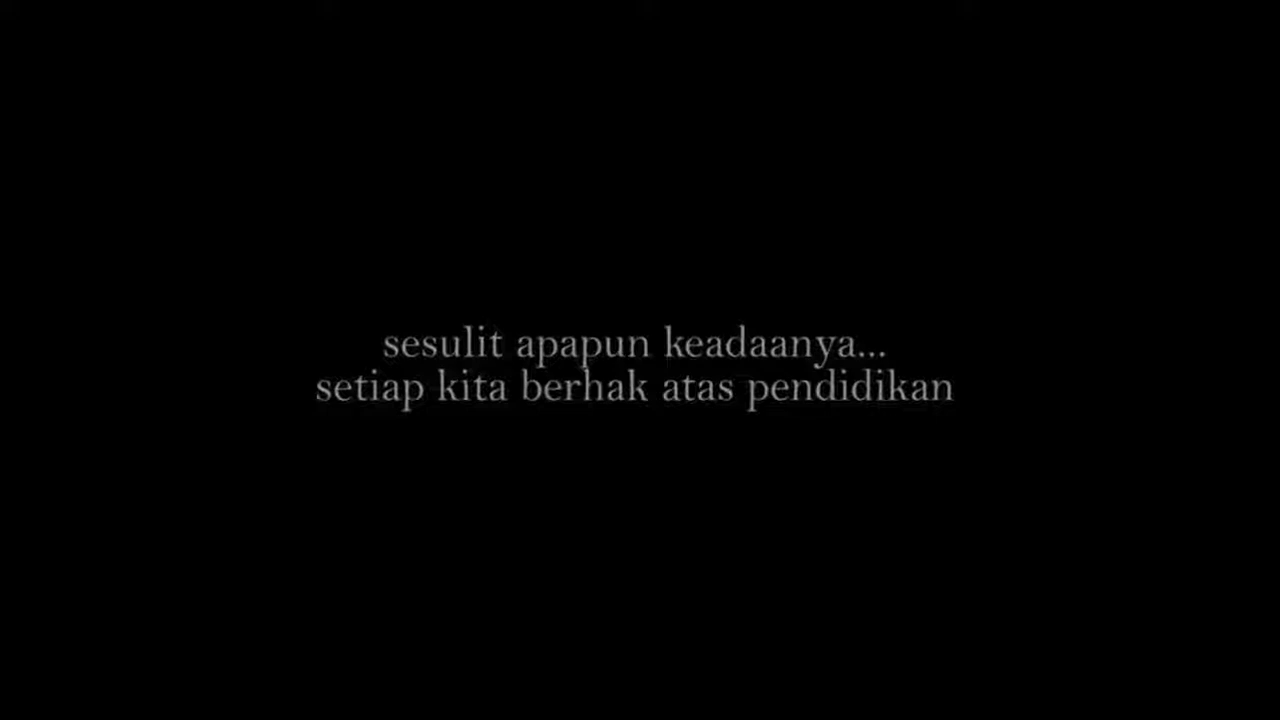 sesulit apapun keadaanya...
setiap kita berhak atas pendidikan